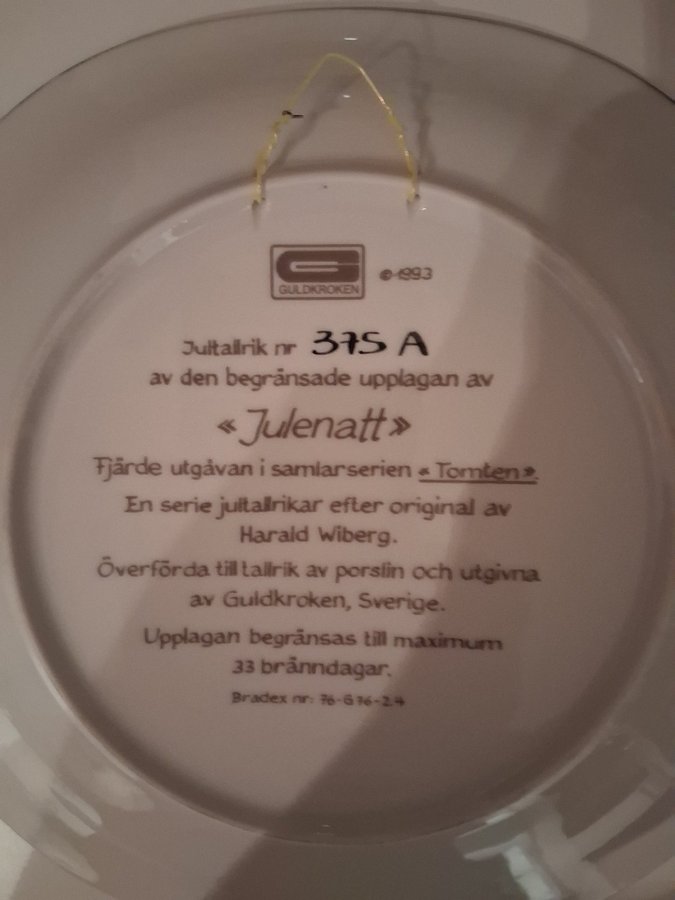 GULDKROKEN ©1993
Jultallrik nr 375 A
av den begränsade upplagan av
«Julenatt»
Fjärde utgåvan i samlarserien «Tomten».
En serie jultallrikar efter original av
Harald Wiberg.
Överförda till tallrik av porslin och utgivna
av Guldkroken, Sverige.
Upplagan begränsas till maximum
33 bränndagar.
Bradex nr: 76-G76-2.4